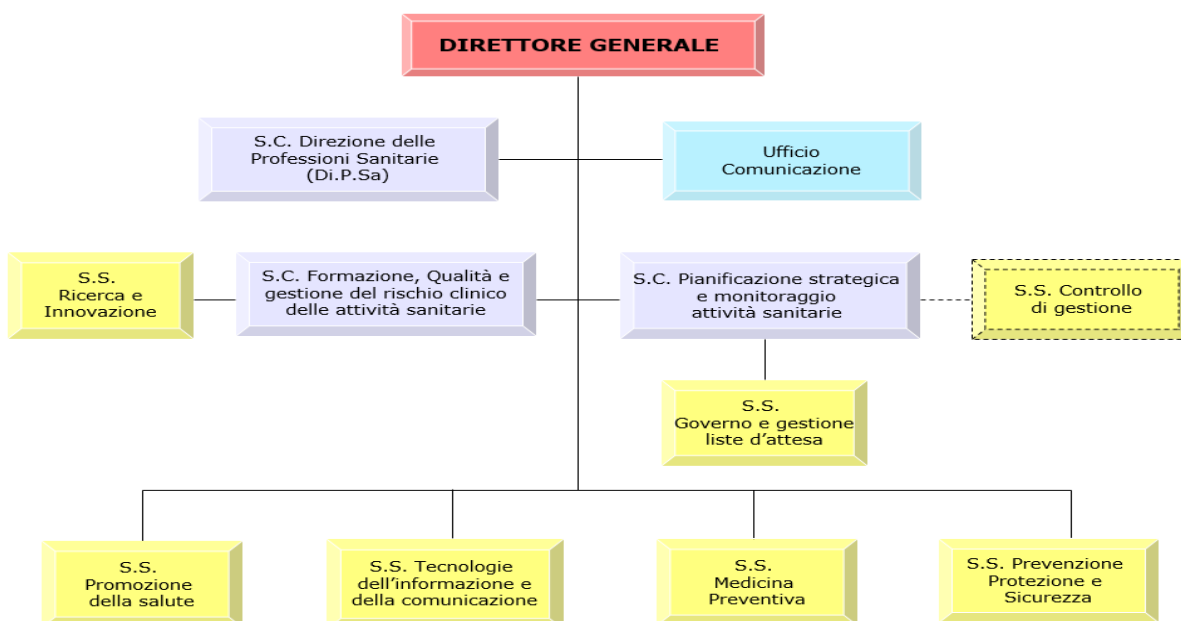 DIRETTORE GENERALE
S.C. Direzione delle
Professioni Sanitarie
(Di.P.Sa)
Ufficio
Comunicazione
S.S.
Ricerca e
Innovazione
S.C. Formazione, Qualità e
gestione del rischio clinico
delle attività sanitarie
S.C. Pianificazione strategica
e monitoraggio
attività sanitarie
S.S. Controllo
di gestione
S.S.
Governo e gestione
liste d’attesa
S.S.
Promozione
della salute
S.S. Tecnologie
dell’informazione e
della comunicazione
S.S.
Medicina
Preventiva
S.S. Prevenzione
Protezione e
Sicurezza